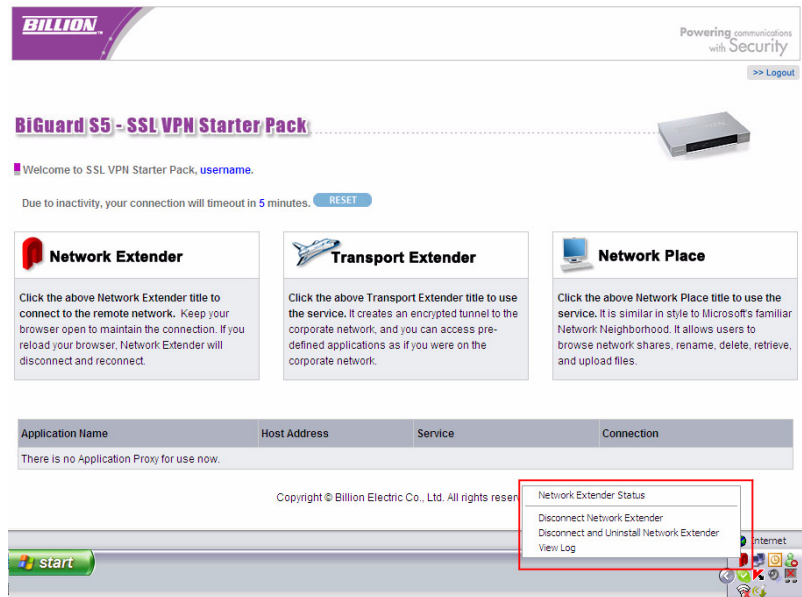 BILLION
Powering communications
with Security
>> Logout
BiGuard S5 - SSL VPN Starter Pack
Welcome to SSL VPN Starter Pack, username.
Due to inactivity, your connection will timeout in 5 minutes. RESET
Network Extender
Click the above Network Extender title to
connect to the remote network. Keep your
browser open to maintain the connection. If you
reload your browser, Network Extender will
disconnect and reconnect.
Transport Extender
Click the above Transport Extender title to use
the service. It creates an encrypted tunnel to the
corporate network, and you can access pre-
defined applications as if you were on the
corporate network.
Network Place
Click the above Network Place title to use the
service. It is similar in style to Microsoft's familiar
Network Neighborhood. It allows users to
browse network shares, rename, delete, retrieve,
and upload files.
Application Name Host Address Service Connection
There is no Application Proxy for use now.
Copyright © Billion Electric Co., Ltd. All rights reser
Network Extender Status
Disconnect Network Extender
Disconnect and Uninstall Network Extender
View Log
Internet
start